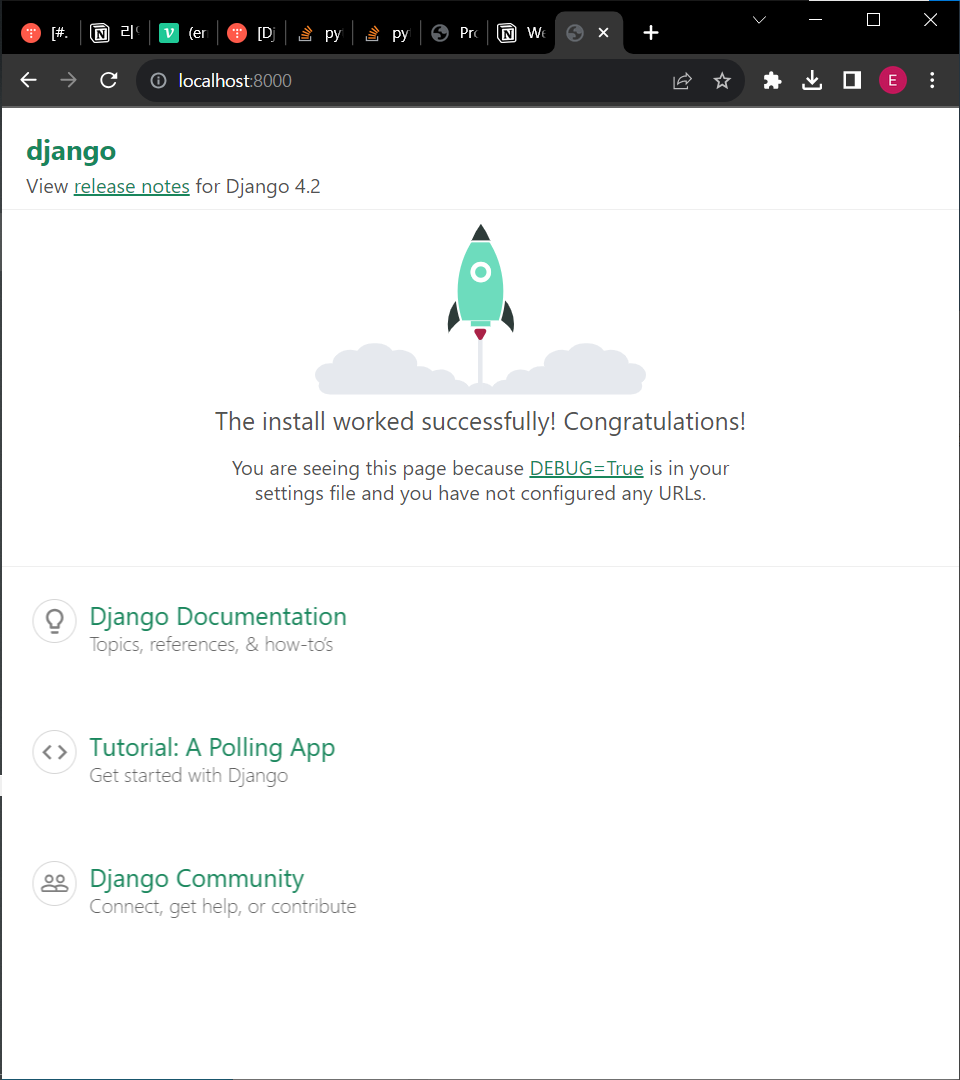 [#.
리
(er
[Dj
py
py
Pro
We
localhost:8000
E
django
View release notes for Django 4.2
The install worked successfully! Congratulations!
You are seeing this page because DEBUG=True is in your
settings file and you have not configured any URLs.
Django Documentation
Topics, references, & how-to’s
Tutorial: A Polling App
Get started with Django
Django Community
Connect, get help, or contribute